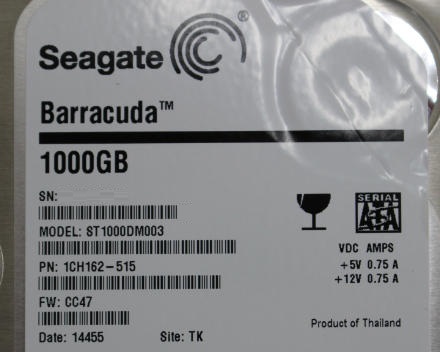 Seagate®
Barracuda™
1000GB
SN:
MODEL: ST1000DM003
PN: 1CH162-515
FW: CC47
Date: 14455 Site: TK
SERIAL
ATA
VDC AMPS
+5V 0.75 A
+12V 0.75 A
Product of Thailand